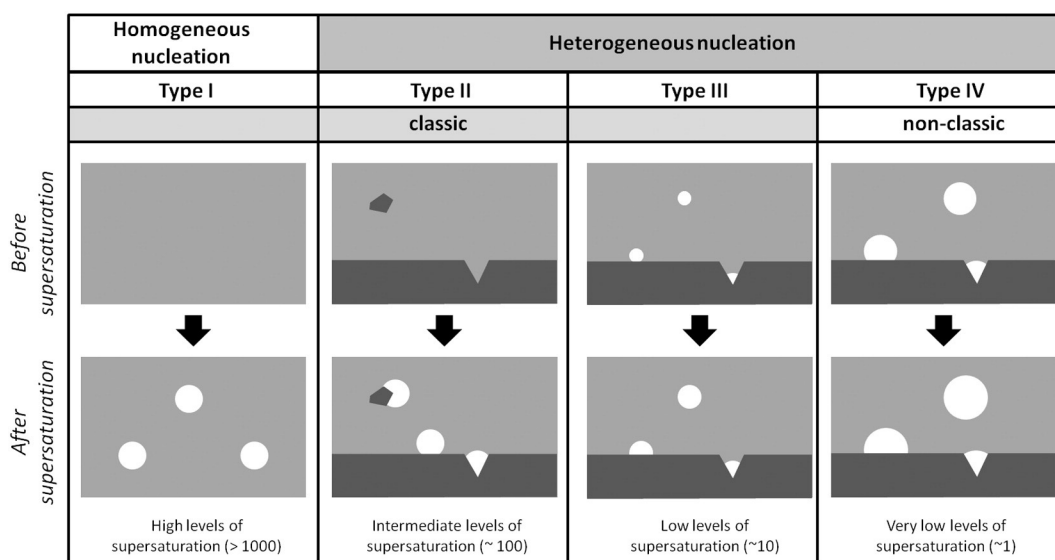 Homogeneous
nucleation
Heterogeneous nucleation
Type I
Type II
Type III
Type IV
classic
non-classic
Before
supersaturation
After
supersaturation
High levels of
supersaturation (> 1000)
Intermediate levels of
supersaturation (~ 100)
Low levels of
supersaturation (~10)
Very low levels of
supersaturation (~1)